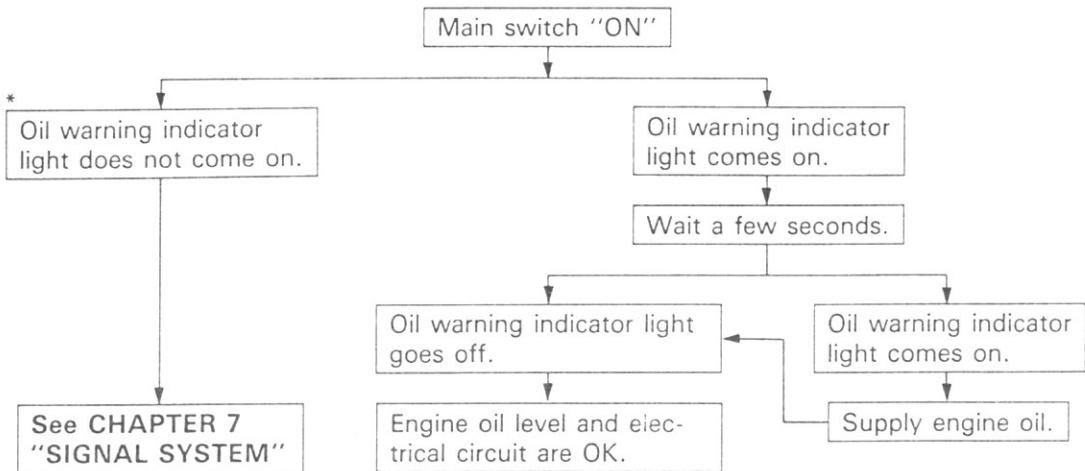 Main switch "ON"
*
Oil warning indicator
light does not come on.
Oil warning indicator
light comes on.
Wait a few seconds.
Oil warning indicator light
goes off.
Oil warning indicator
light comes on.
See CHAPTER 7
"SIGNAL SYSTEM"
Engine oil level and elec-
trical circuit are OK.
Supply engine oil.